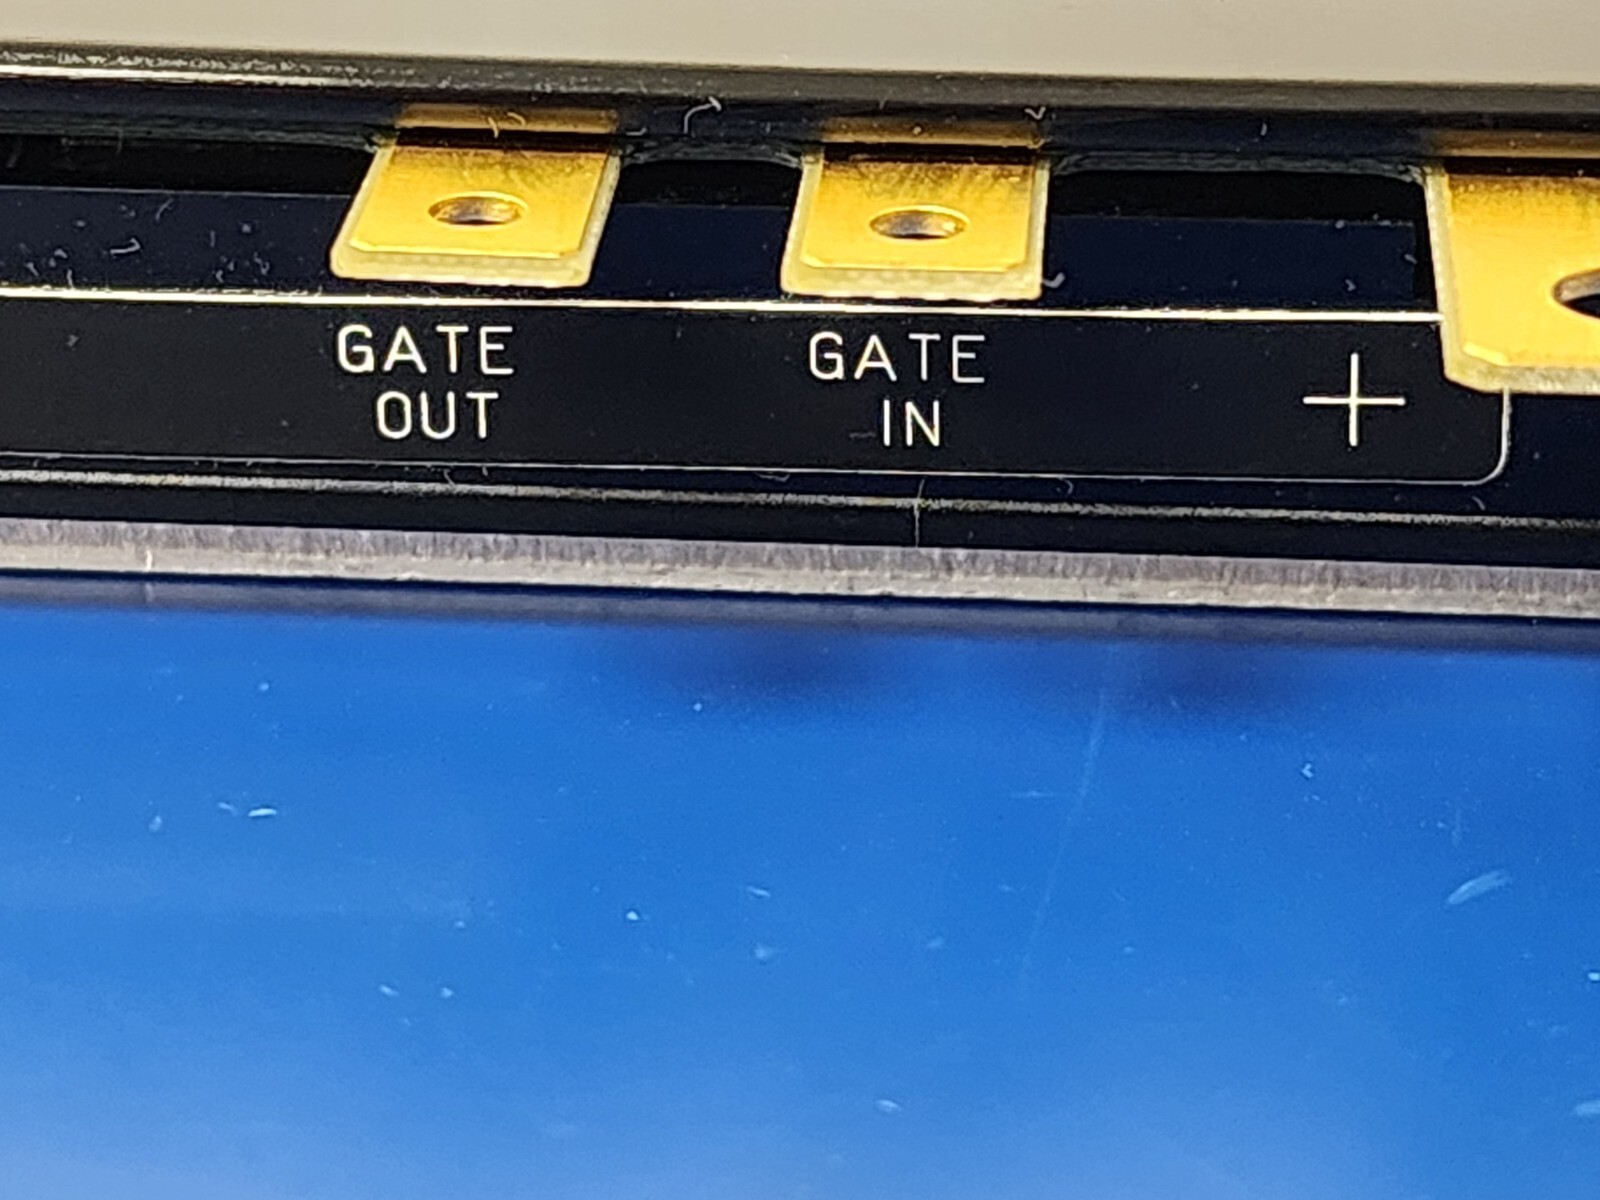 GATE
OUT
GATE
IN
+